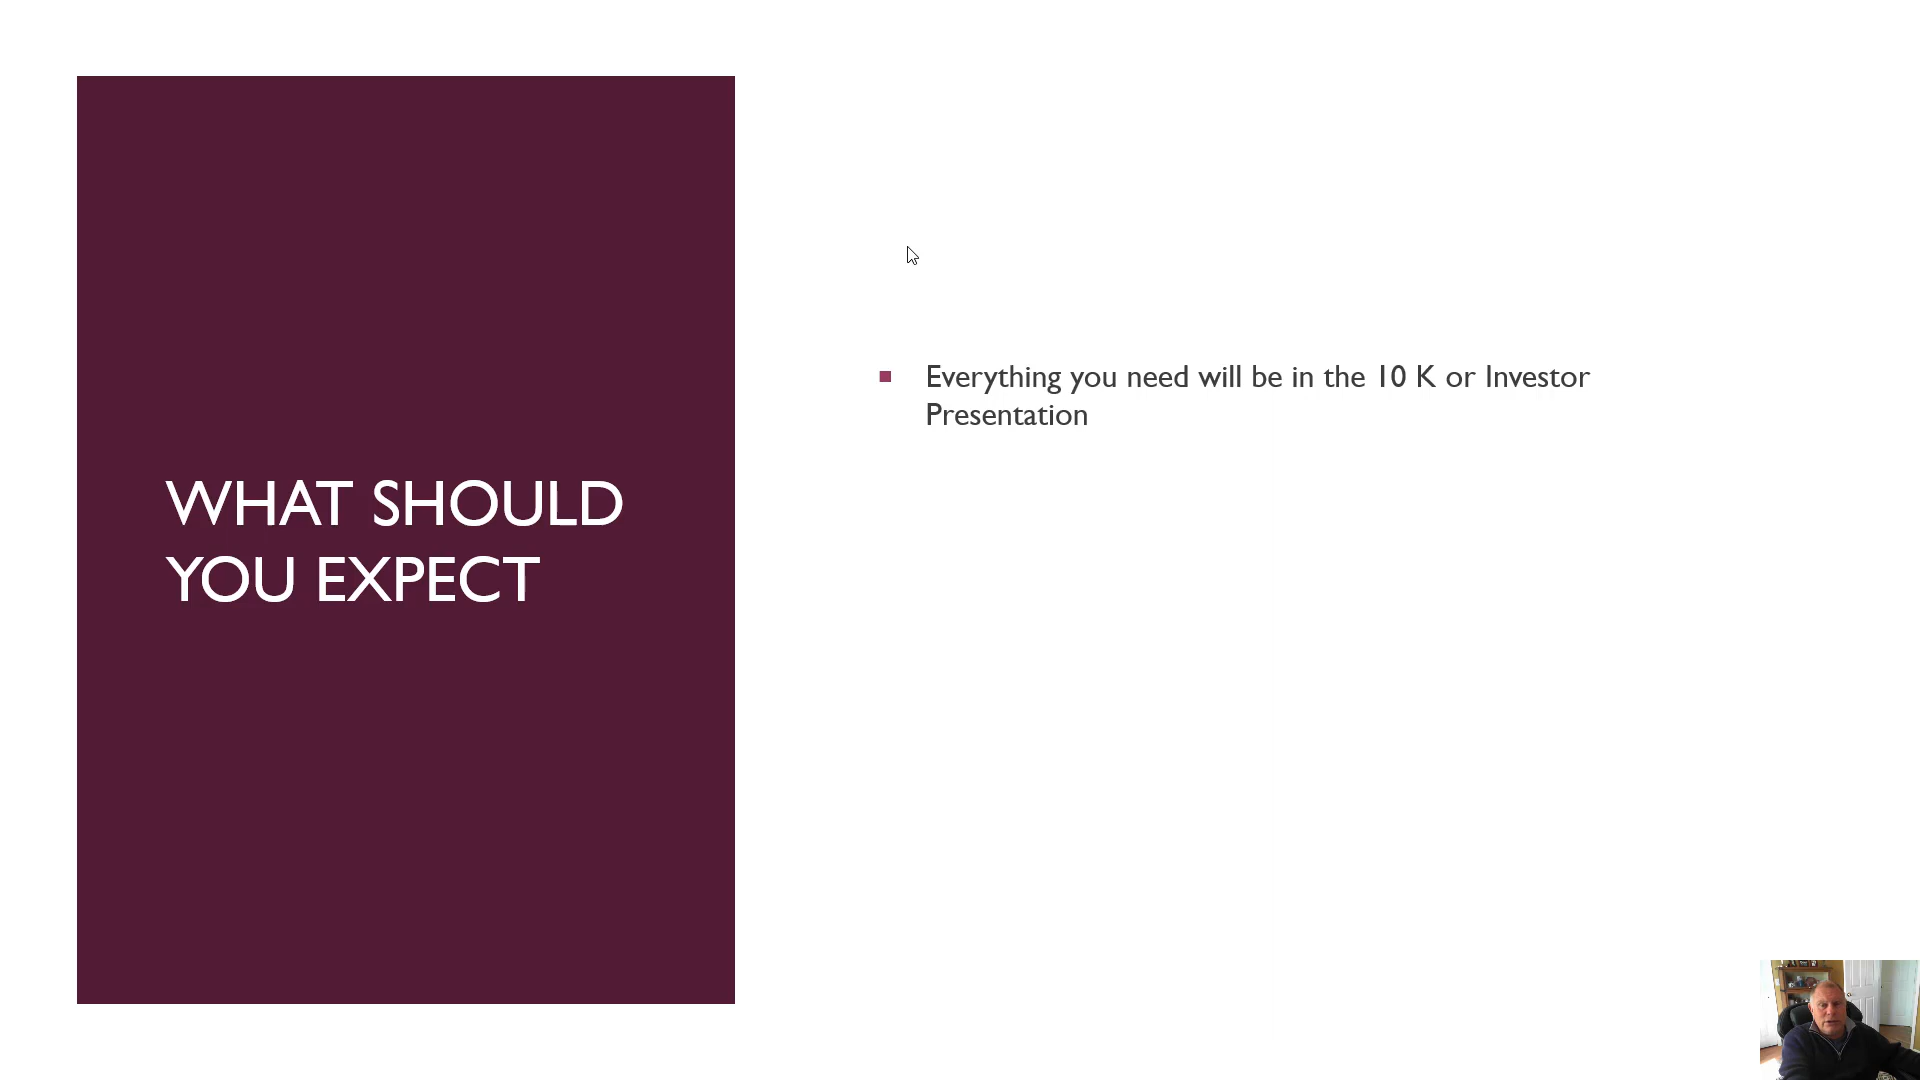 WHAT SHOULD
YOU EXPECT
Everything you need will be in the 10 K or Investor
Presentation